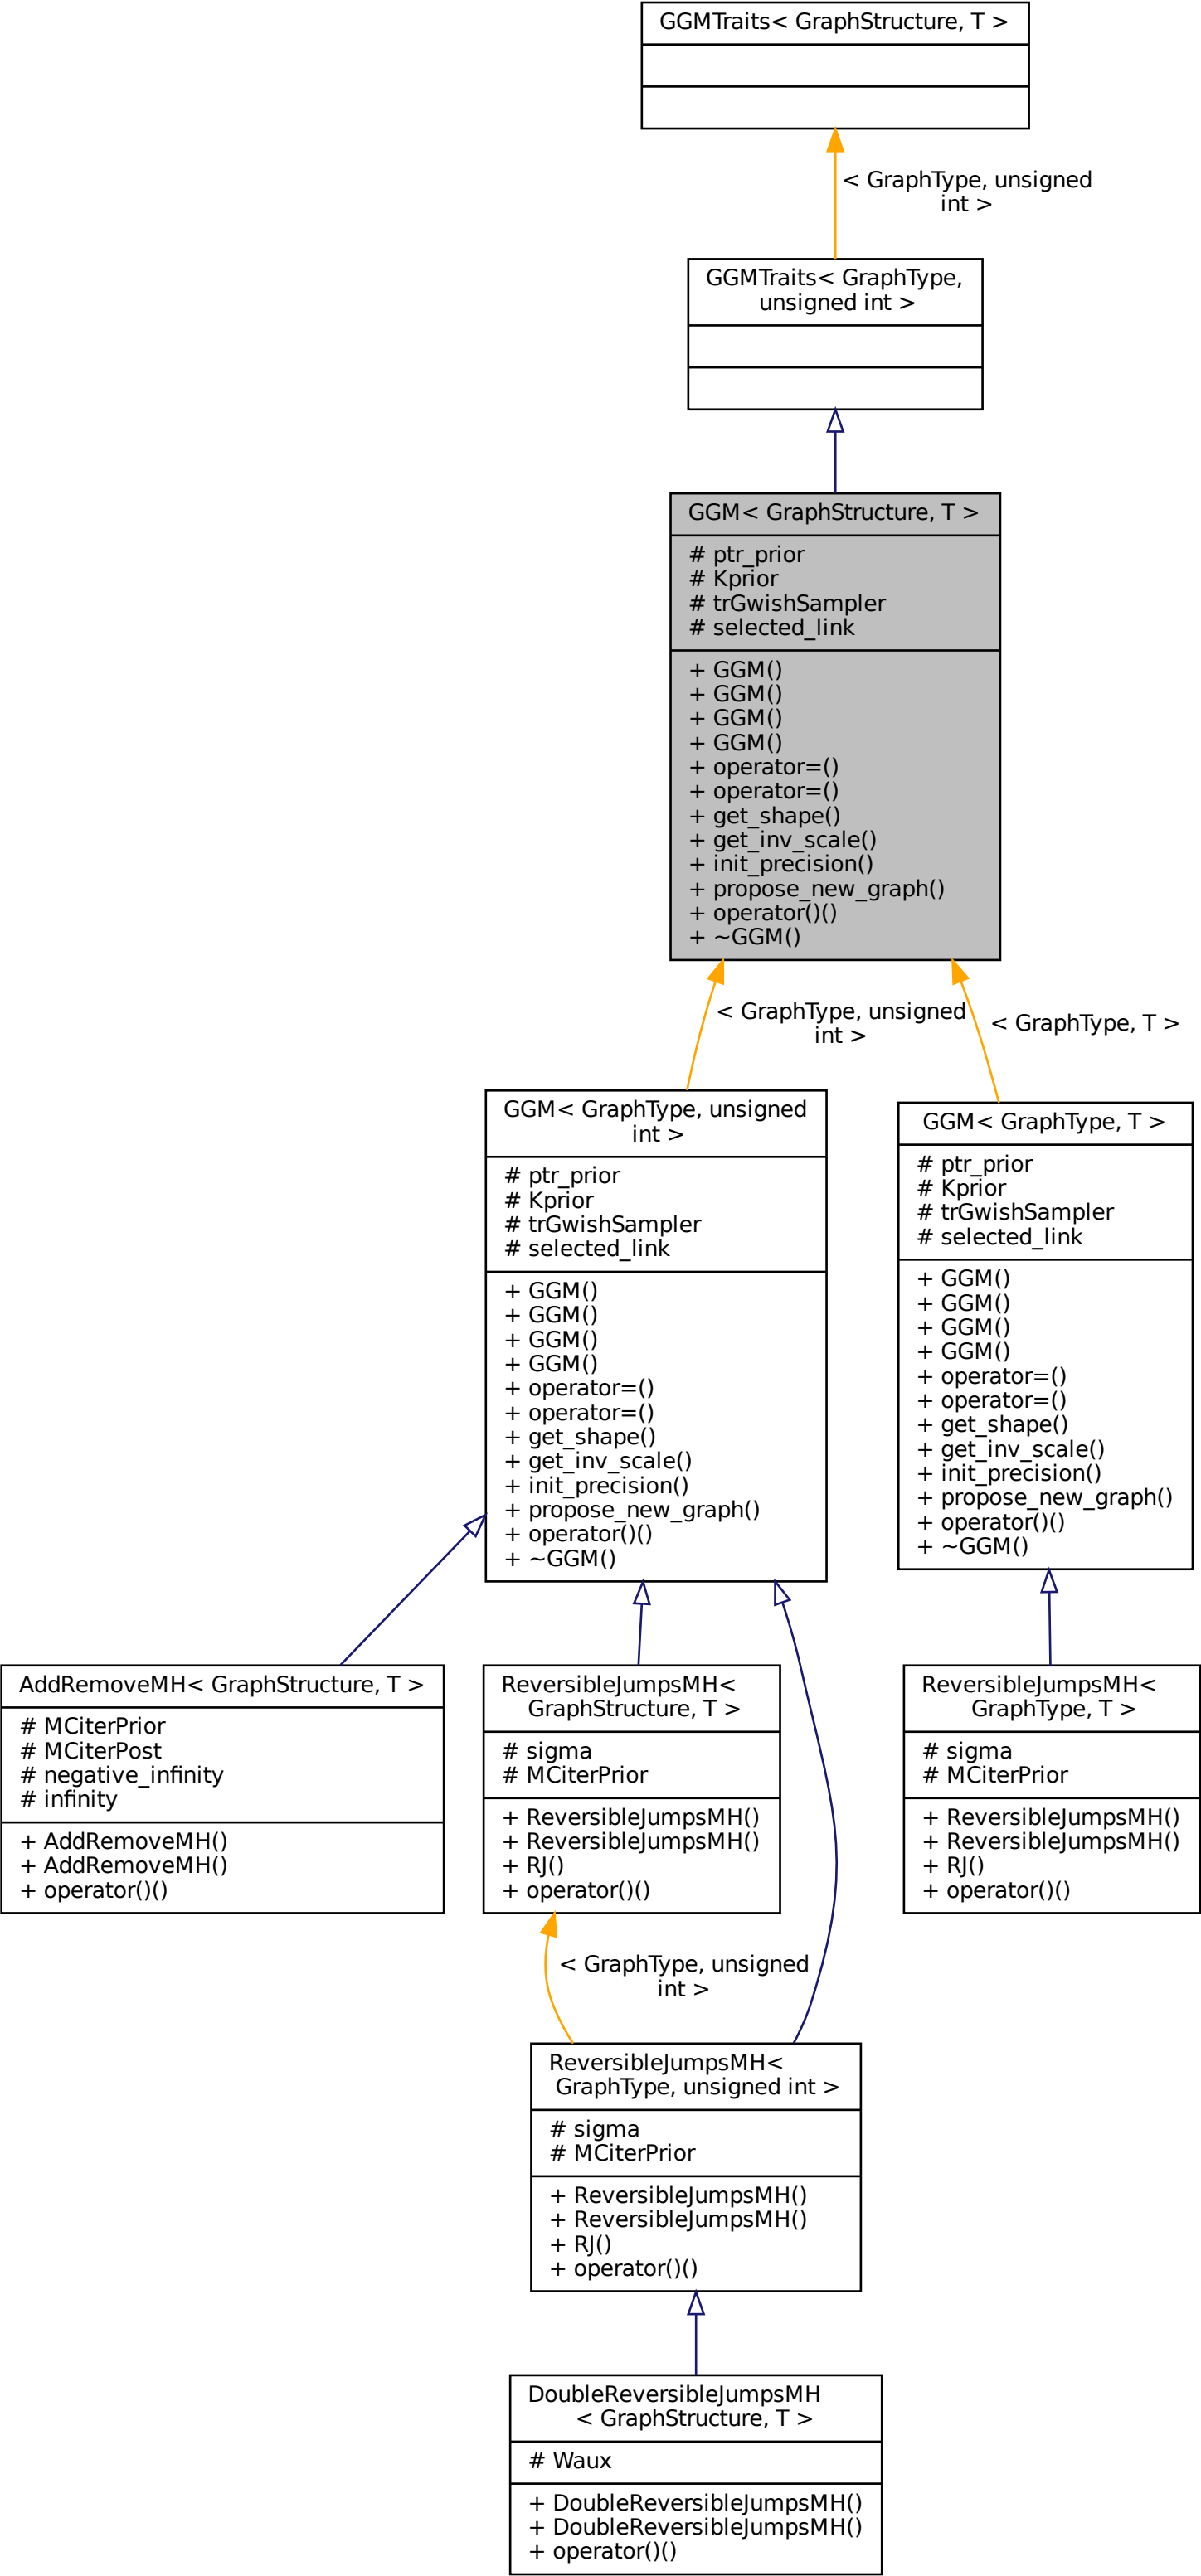 GGMTraits< GraphStructure, T >
< GraphType, unsigned
int >
GGMTraits< GraphType,
unsigned int >
GGM< GraphStructure, T >
# ptr_prior
# Kprior
# trGwishSampler
# selected_link
+ GGM()
+ GGM()
+ GGM()
+ GGM()
+ operator=()
+ operator=()
+ get_shape()
+ get_inv_scale()
+ init_precision()
+ propose_new_graph()
+ operator()()
+ ~GGM()
< GraphType, unsigned
int >
< GraphType, T >
GGM< GraphType, unsigned
int >
# ptr_prior
# Kprior
# trGwishSampler
# selected_link
+ GGM()
+ GGM()
+ GGM()
+ GGM()
+ operator=()
+ operator=()
+ get_shape()
+ get_inv_scale()
+ init_precision()
+ propose_new_graph()
+ operator()()
+ ~GGM()
GGM< GraphType, T >
# ptr_prior
# Kprior
# trGwishSampler
# selected_link
+ GGM()
+ GGM()
+ GGM()
+ GGM()
+ operator=()
+ operator=()
+ get_shape()
+ get_inv_scale()
+ init_precision()
+ propose_new_graph()
+ operator()()
+ ~GGM()
AddRemoveMH< GraphStructure, T >
# MCiterPrior
# MCiterPost
# negative_infinity
# infinity
+ AddRemoveMH()
+ AddRemoveMH()
+ operator()()
ReversibleJumpsMH<
GraphStructure, T >
# sigma
# MCiterPrior
+ ReversibleJumpsMH()
+ ReversibleJumpsMH()
+ RJ()
+ operator()()
ReversibleJumpsMH<
GraphType, T >
# sigma
# MCiterPrior
+ ReversibleJumpsMH()
+ ReversibleJumpsMH()
+ RJ()
+ operator()()
< GraphType, unsigned
int >
ReversibleJumpsMH<
GraphType, unsigned int >
# sigma
# MCiterPrior
+ ReversibleJumpsMH()
+ ReversibleJumpsMH()
+ RJ()
+ operator()()
DoubleReversibleJumpsMH
< GraphStructure, T >
# Waux
+ DoubleReversibleJumpsMH()
+ DoubleReversibleJumpsMH()
+ operator()()